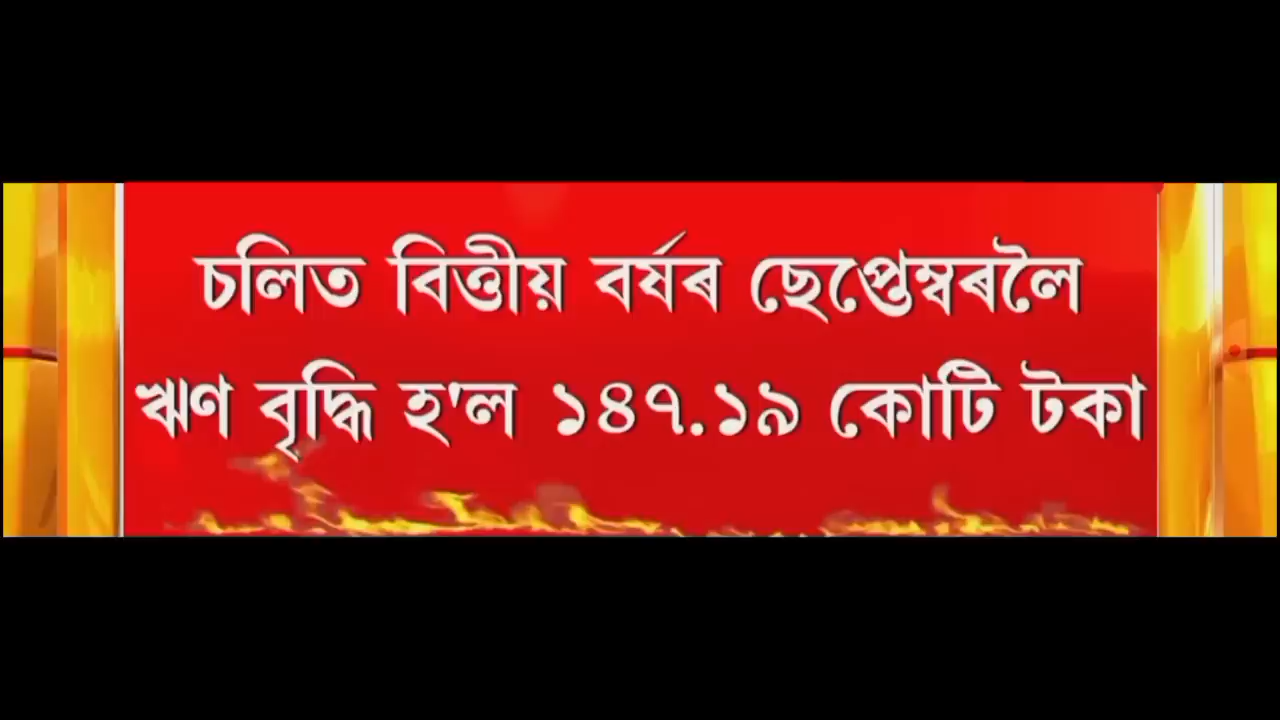 চলিত বিত্তীয় বৰ্ষৰ ছেপ্তেম্বৰলৈ
ঋণ বৃদ্ধি হ'ল ১৪৭.১৯ কোটি টকা